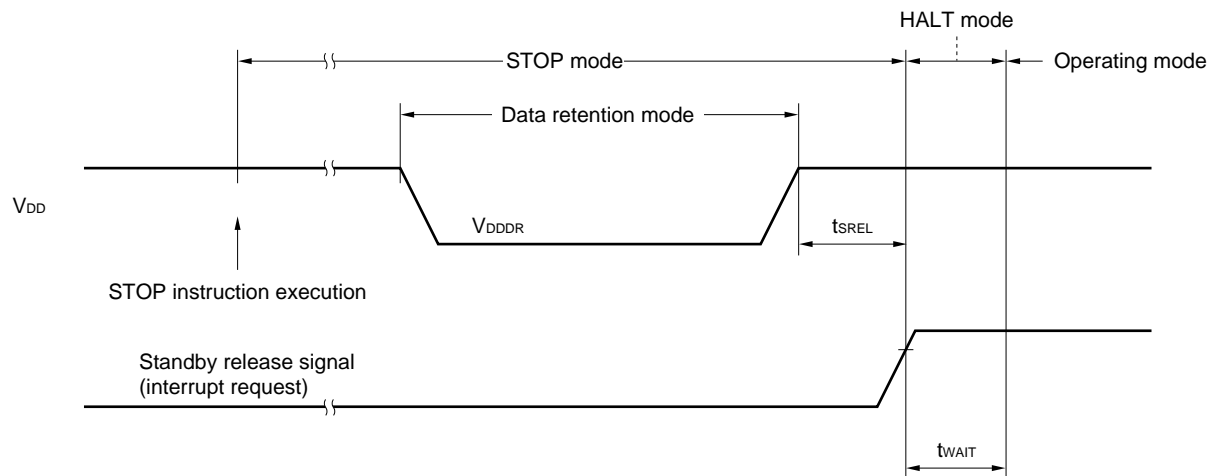 HALT mode
STOP mode
Operating mode
Data retention mode
VDD
VDDDR
tSREL
STOP instruction execution
Standby release signal
(interrupt request)
tWAIT